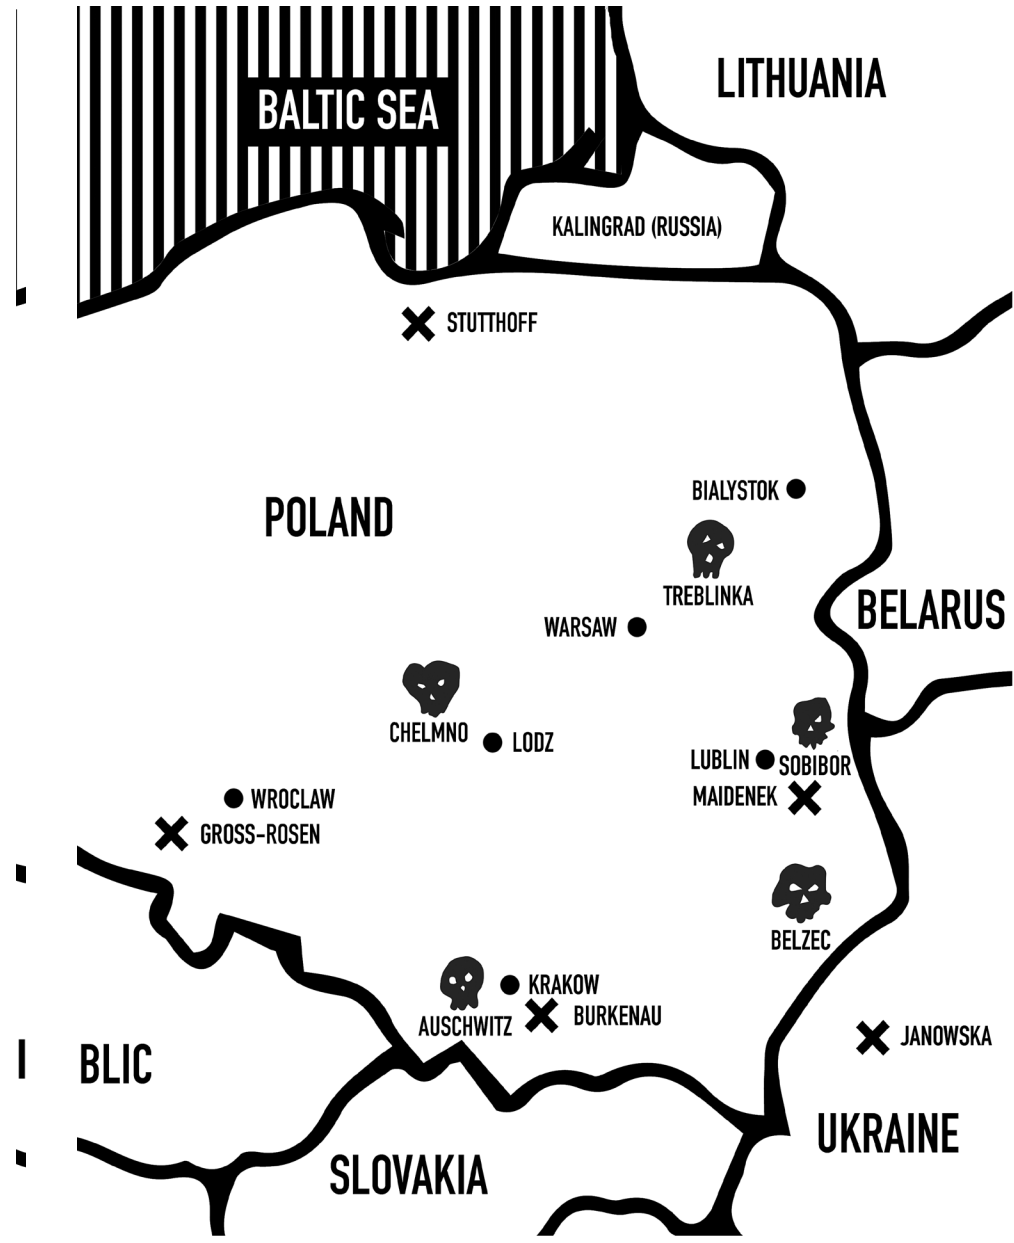 LITHUANIA
BALTIC SEA
KALINGRAD (RUSSIA)
STUTTHOFF
BIALYSTOK
POLAND
TREBLINKA
BELARUS
WARSAW
CHELMNO
LODZ
LUBLIN
SOBIBOR
MAIDENEK
WROCLAW
GROSS-ROSEN
BELZEC
KRAKOW
AUSCHWITZ
BURKENAU
JANOWSKA
BLIC
UKRAINE
SLOVAKIA